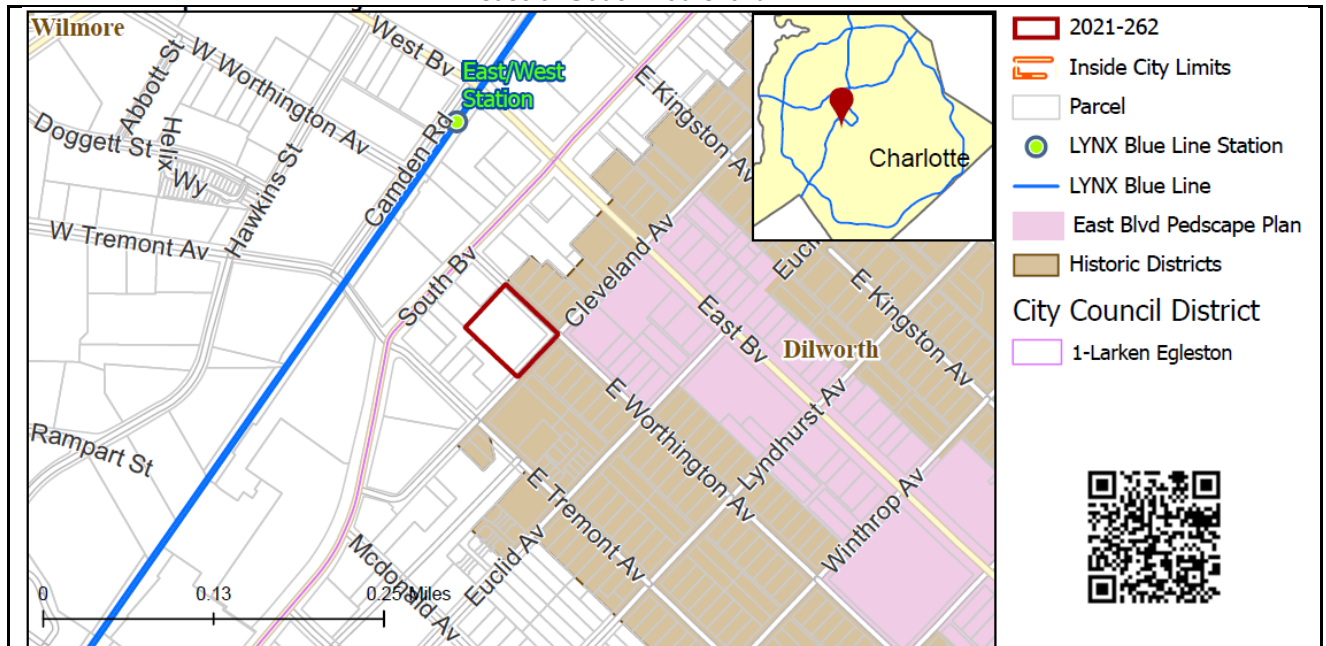 Wilmore
Abbott St
W Worthington Av
West Bv
East/West
Station
Doggett St
Helix
Wy
Hawkins St
Camden Rd
W Tremont Av
South Bv
E Kingston Av
Cleveland Av
East Bv
Dilworth
E Kingston Av
E Worthington Av
Lyndhurst Av
Winthrop Av
Rampart St
E Tremont Av
Euclid Av
Mcdonald Av
0 0.13 0.25 Miles
Charlotte
2021-262
Inside City Limits
Parcel
LYNX Blue Line Station
LYNX Blue Line
East Blvd Pedscape Plan
Historic Districts
City Council District
1-Larken Egleston